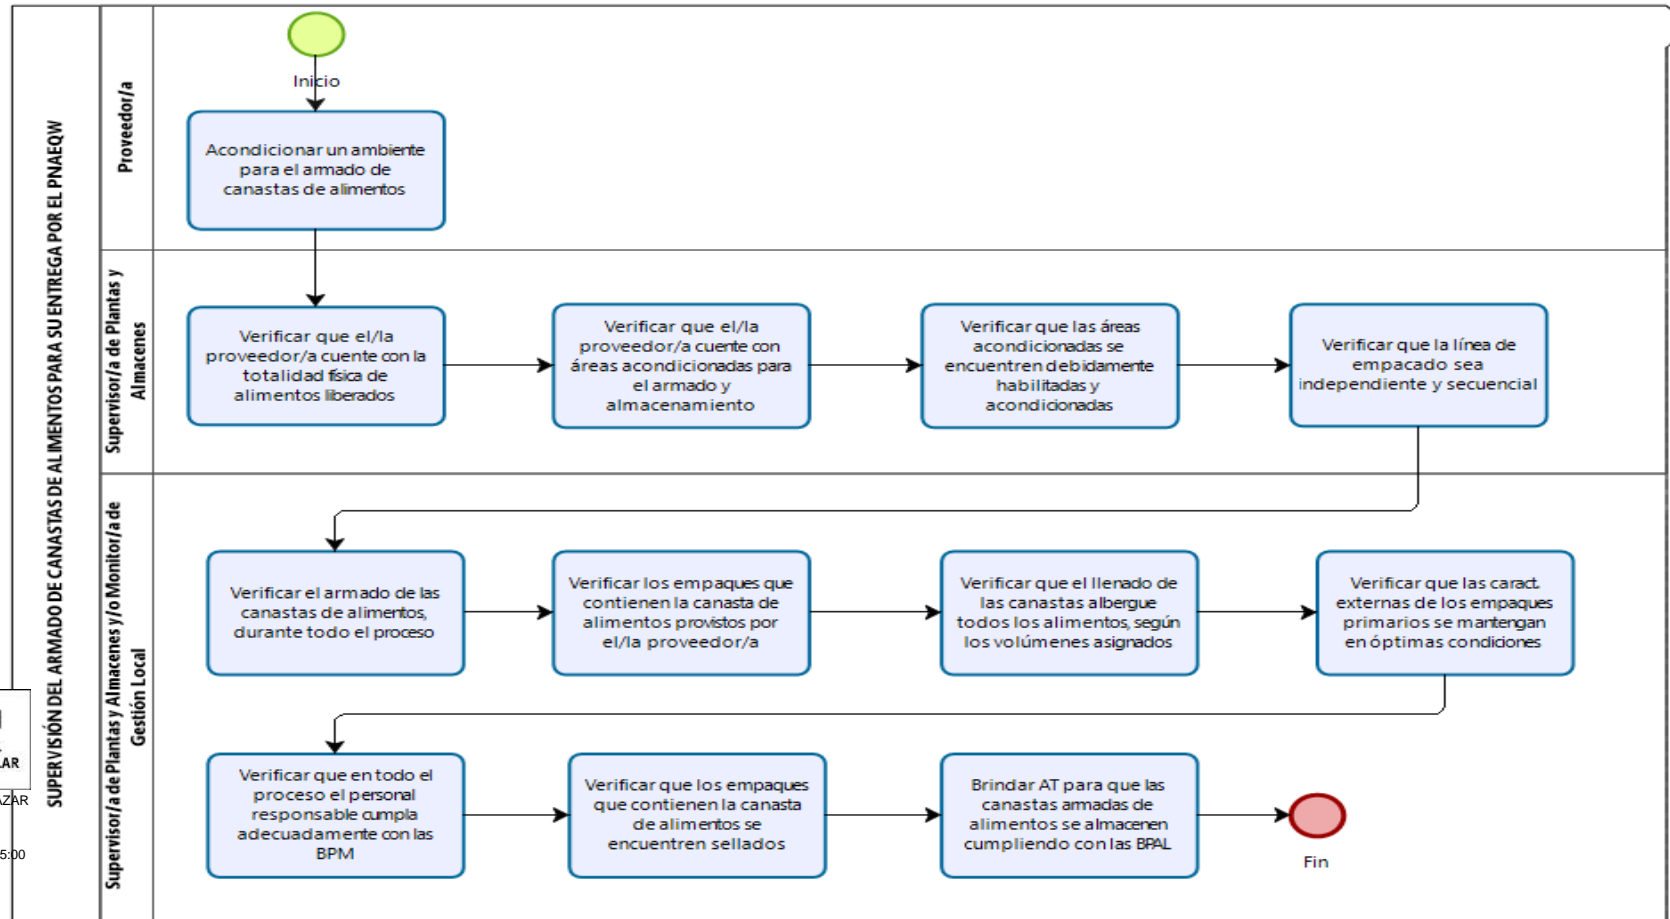 SUPERVISIÓN DEL ARMADO DE CANASTAS DE ALIMENTOS PARA SU ENTREGA POR EL PNAEQW
Proveedor/a
Inicio
Acondicionar un ambiente
para el armado de
canastas de alimentos
Supervisor/a de Plantas y
Almacenes
Verificar que el/la
proveedor/a cuente con la
totalidad física de
alimentos liberados
Verificar que el/la
proveedor/a cuente con
áreas acondicionadas para
el armado y
almacenamiento
Verificar que las áreas
acondicionadas se
encuentren debidamente
habilitadas y
acondicionadas
Verificar que la línea de
empacado sea
independiente y secuencial
Supervisor/a de Plantas y Almacenes y/o Monitor/a de
Gestión Local
Verificar el armado de las
canastas de alimentos,
durante todo el proceso
Verificar los empaques que
contienen la canasta de
alimentos provistos por
el/la proveedor/a
Verificar que el llenado de
las canastas albergue
todos los alimentos, según
los volúmenes asignados
Verificar que las caract.
externas de los empaques
primarios se mantengan
en óptimas condiciones
Verificar que en todo el
proceso el personal
responsable cumpla
adecuadamente con las
BPM
Verificar que los empaques
que contienen la canasta
de alimentos se
encuentren sellados
Brindar AT para que las
canastas armadas de
alimentos se almacenen
cumpliendo con las BPAL
Fin
5:00